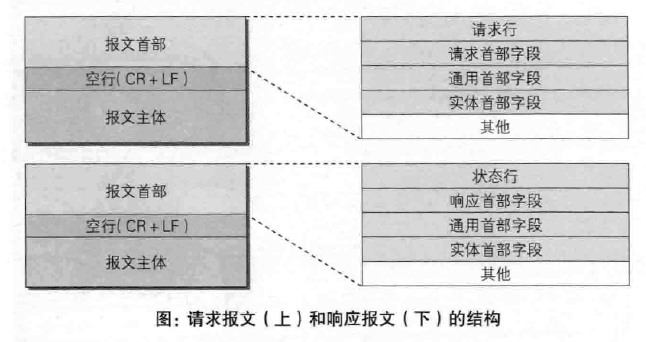 报文首部
空行(CR+LF)
报文主体
请求行
请求首部字段
通用首部字段
实体首部字段
其他
报文首部
空行(CR+LF)
报文主体
状态行
响应首部字段
通用首部字段
实体首部字段
其他
图：请求报文（上）和响应报文（下）的结构